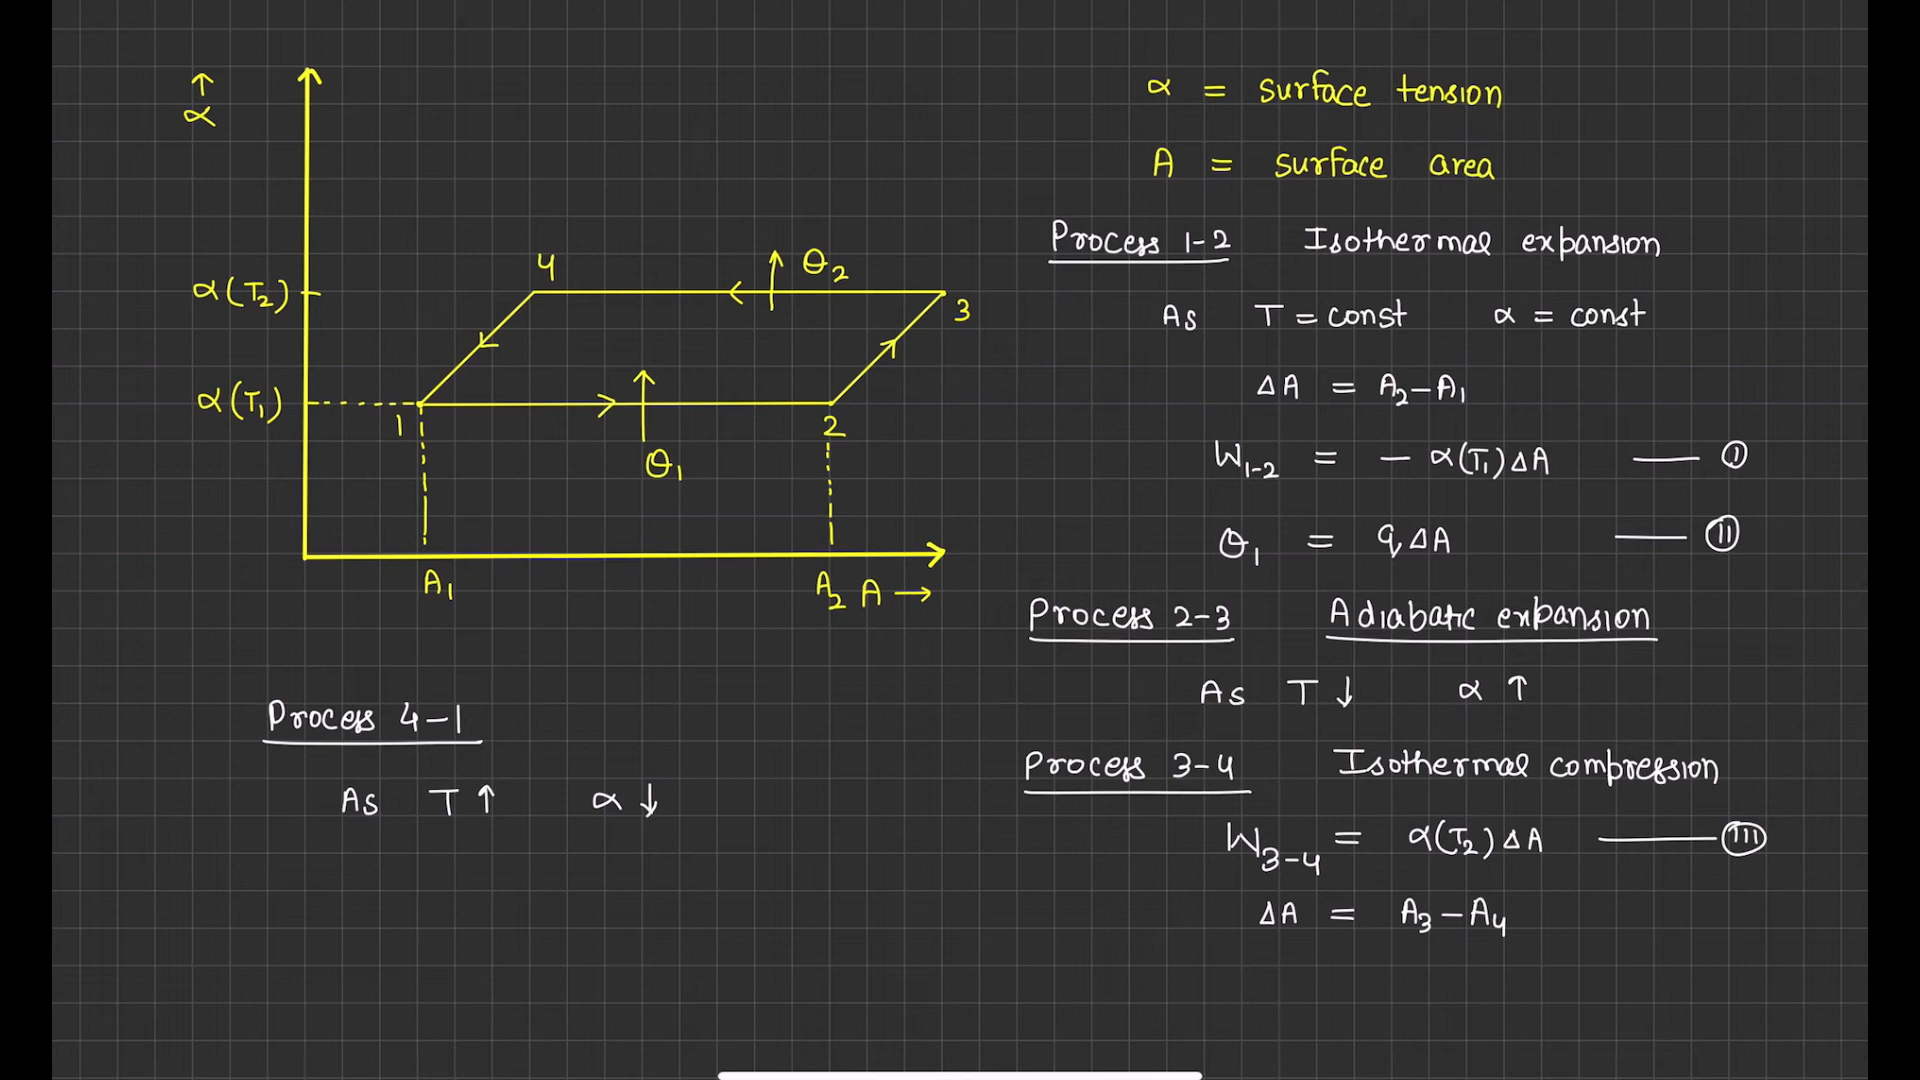 ↑
α
α(T₂)
α(T₁)
4
θ₂
3
1
2
θ₁
A₁
A₂ A →
Process 4-1
As T↑ α↓
α = surface tension
A = surface area
Process 1-2 Isothermal expansion
As T = const α = const
ΔA = A₂-A₁
W₁₋₂ = - α(T₁)ΔA —— Ⓘ
θ₁ = qΔA —— Ⓘⓘ
Process 2-3 Adiabatic expansion
As T↓ α↑
Process 3-4 Isothermal compression
W₃₋₄ = α(T₂)ΔA —— III
ΔA = A₃-A₄